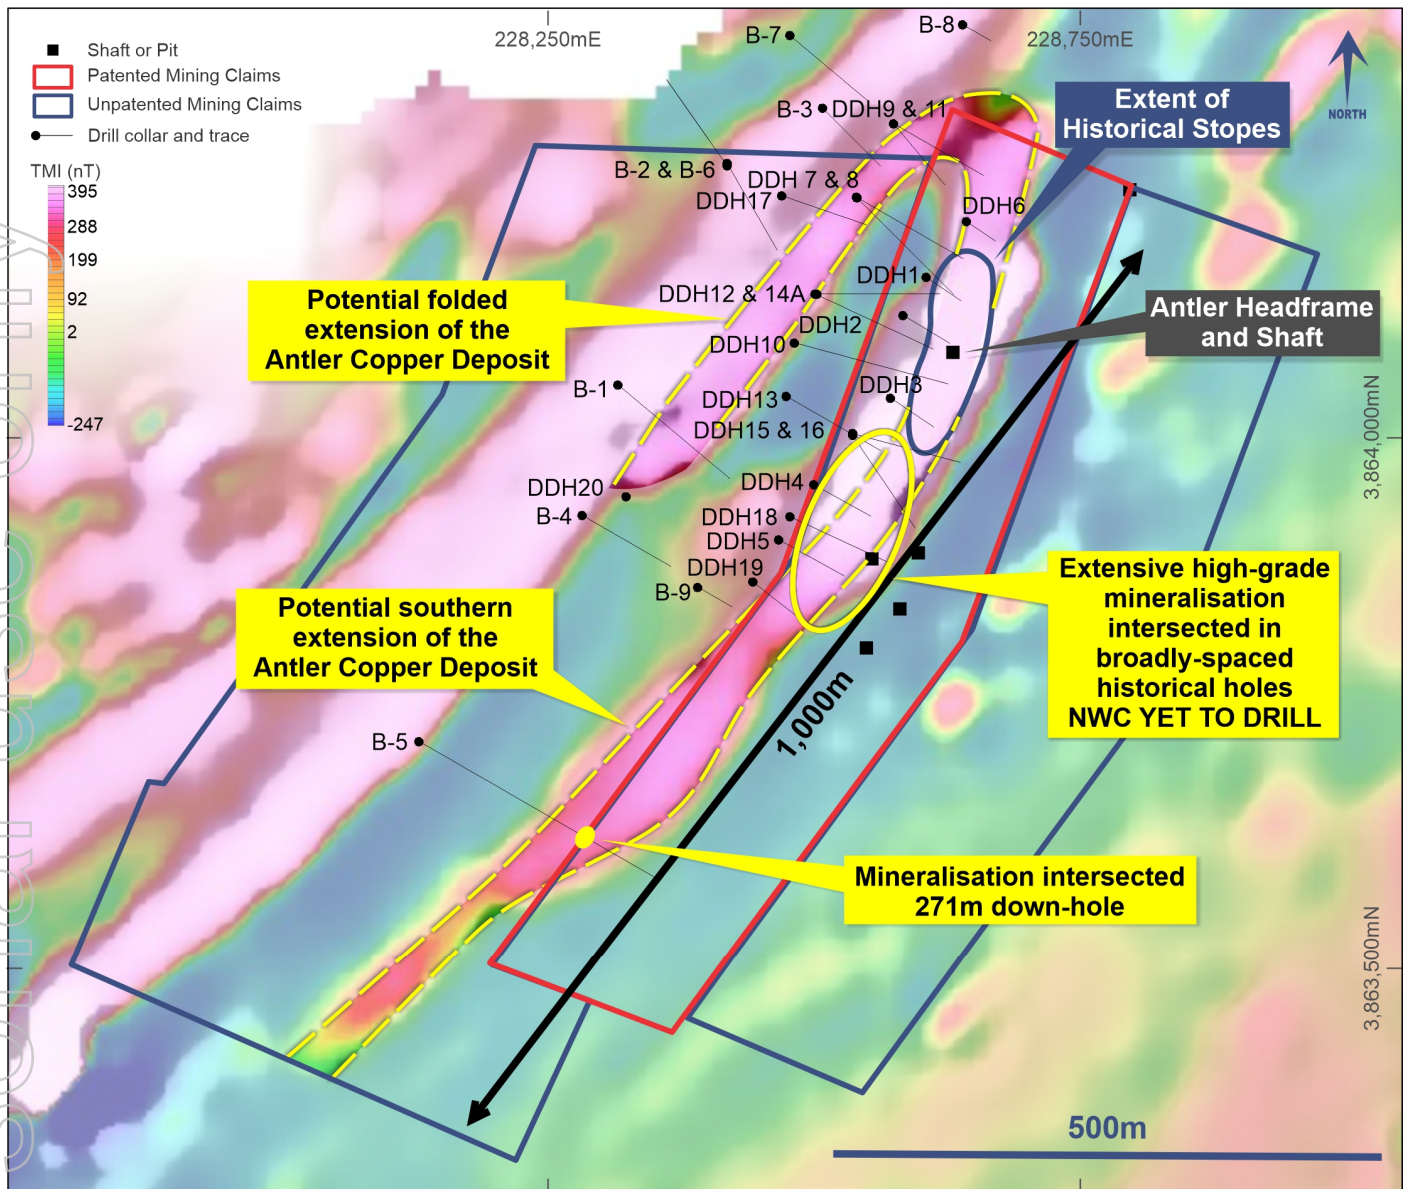 228,250mE
228,750mE
B-7
B-8
Shaft or Pit
Patented Mining Claims
Unpatented Mining Claims
Drill collar and trace
TMI (nT)
395
288
199
92
2
-247
NORTH
Extent of
Historical Stopes
B-3
DDH9 & 11
B-2 & B-6
DDH 7 & 8
DDH17
DDH6
DDH1
DDH12 & 14A
DDH2
DDH10
Potential folded
extension of the
Antler Copper Deposit
Antler Headframe
and Shaft
B-1
DDH3
DDH13
DDH15 & 16
3,864,000mN
DDH20
DDH4
B-4
DDH18
DDH5
DDH19
B-9
Potential southern
extension of the
Antler Copper Deposit
Extensive high-grade
mineralisation
intersected in
broadly-spaced
historical holes
NWC YET TO DRILL
1,000m
B-5
Mineralisation intersected
271m down-hole
3,863,500mN
500m